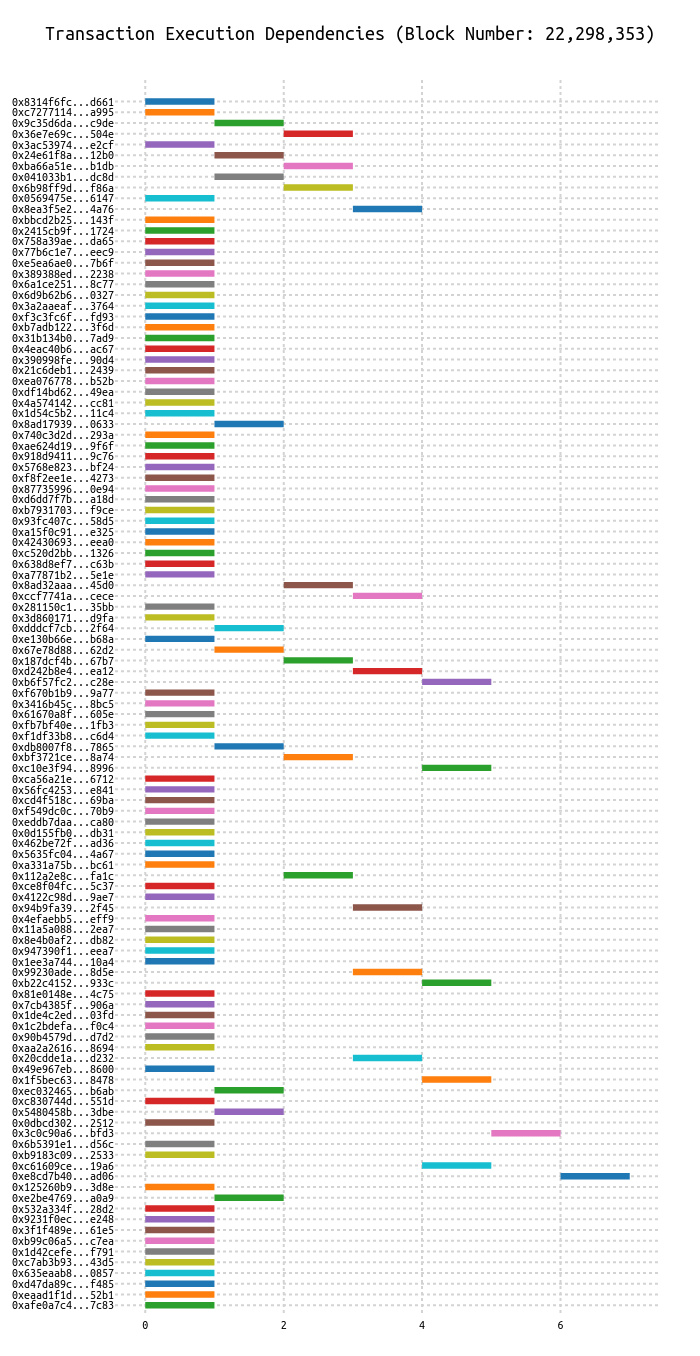 Transaction Execution Dependencies (Block Number: 22,298,353)
0x8314f6fc...d661
0xc7277114...a995
0x9c35d6da...c9de
0x36e7e69c...504e
0x3ac53974...e2cf
0x24e61f8a...12b0
0xba66a51e...b1db
0x041033b1...dc8d
0x6b98ff9d...f86a
0x0569475e...6147
0x8ea3f5e2...4a76
0xbbcd2b25...143f
0x2415cb9f...1724
0x758a39ae...da65
0x77b6c1e7...eec9
0xe5ea6ae0...7b6f
0x389388ed...2238
0x6a1ce251...8c77
0x6d9b62b6...0327
0x3a2aaeaf...3764
0xf3c3fc6f...fd93
0xb7adb122...3f6d
0x31b134b0...7ad9
0x4eac40b6...ac67
0x390998fe...90d4
0x21c6deb1...2439
0xea076778...b52b
0xdf14bd62...49ea
0x4a574142...cc81
0x1d54c5b2...11c4
0x8ad17939...0633
0x740c3d2d...293a
0xae624d19...9f6f
0x918d9411...9c76
0x5768e823...bf24
0xf8f2ee1e...4273
0x87735996...0e94
0xd6dd7f7b...a18d
0xb7931703...f9ce
0x93fc407c...58d5
0xa15f0c91...e325
0x42430693...eea0
0xc520d2bb...1326
0x638d8ef7...c63b
0xa77871b2...5e1e
0x8ad32aaa...45d0
0xccf7741a...cece
0x281150c1...35bb
0x3d860171...d9fa
0xdddcf7cb...2f64
0xe130b66e...b68a
0x67e78d88...62d2
0x187dcf4b...67b7
0xd242b8e4...ea12
0xb6f57fc2...c28e
0xf670b1b9...9a77
0x3416b45c...8bc5
0x61670a8f...605e
0xfb7bf40e...1fb3
0xf1df33b8...c6d4
0xdb8007f8...7865
0xbf3721ce...8a74
0xc10e3f94...8996
0xca56a21e...6712
0x56fc4253...e841
0xcd4f518c...69ba
0xf549dc0c...70b9
0xeddb7daa...ca80
0x0d155fb0...db31
0x462be72f...ad36
0x5635fc04...4a67
0xa331a75b...bc61
0x112a2e8c...fa1c
0xce8f04fc...5c37
0x4122c98d...9ae7
0x94b9fa39...2f45
0x4efaebb5...eff9
0x11a5a088...2ea7
0x8e4b0af2...db82
0x947390f1...eea7
0x1ee3a744...10a4
0x99230ade...8d5e
0xb22c4152...933c
0x81e0148e...4c75
0x7cb4385f...906a
0x1de4c2ed...03fd
0x1c2bdefa...f0c4
0x90b4579d...d7d2
0xaa2a2616...8694
0x20cdde1a...d232
0x49e967eb...8600
0x1f5bec63...8478
0xec032465...b6ab
0xc830744d...551d
0x5480458b...3dbe
0x0dbcd302...2512
0x3c0c90a6...bfd3
0x6b5391e1...d56c
0xb9183c09...2533
0xc61609ce...19a6
0xe8cd7b40...ad06
0x125260b9...3d8e
0xe2be4769...a0a9
0x532a334f...28d2
0x9231f0ec...e248
0x3f1f489e...61e5
0xb99c06a5...c7ea
0x1d42cefe...f791
0xc7ab3b93...43d5
0x635eaab8...0857
0xd47da89c...f485
0xeaad1f1d...52b1
0xafe0a7c4...7c83
0 2 4 6